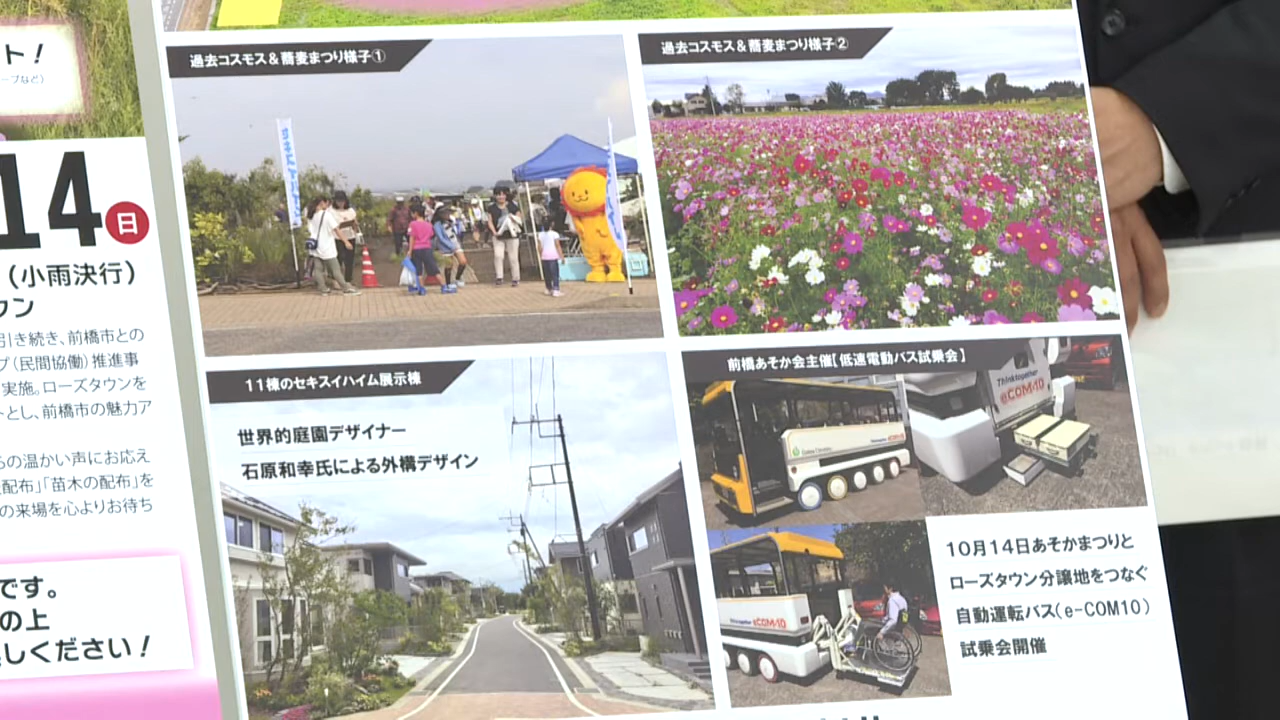 ト！
ープなど）
14 日
（小雨決行）
ウン
引き続き、前橋市との
プ（民間協働）推進事
実施。ローズタウンを
とし、前橋市の魅力ア
らの温かい声にお応え
配布」「苗木の配布」を
の来場を心よりお待ち
です。
の上
しください！
過去コスモス＆蕎麦まつり様子①
過去コスモス＆蕎麦まつり様子②
11棟のセキスイハイム展示棟
世界的庭園デザイナー
石原和幸氏による外構デザイン
前橋あそか会主催【低速電動バス試乗会】
Thinktogether
eCOM-10
Thinktogether eCOM-10
10月14日あそかまつりと
ローズタウン分譲地をつなぐ
自動運転バス（e-COM10）
試乗会開催